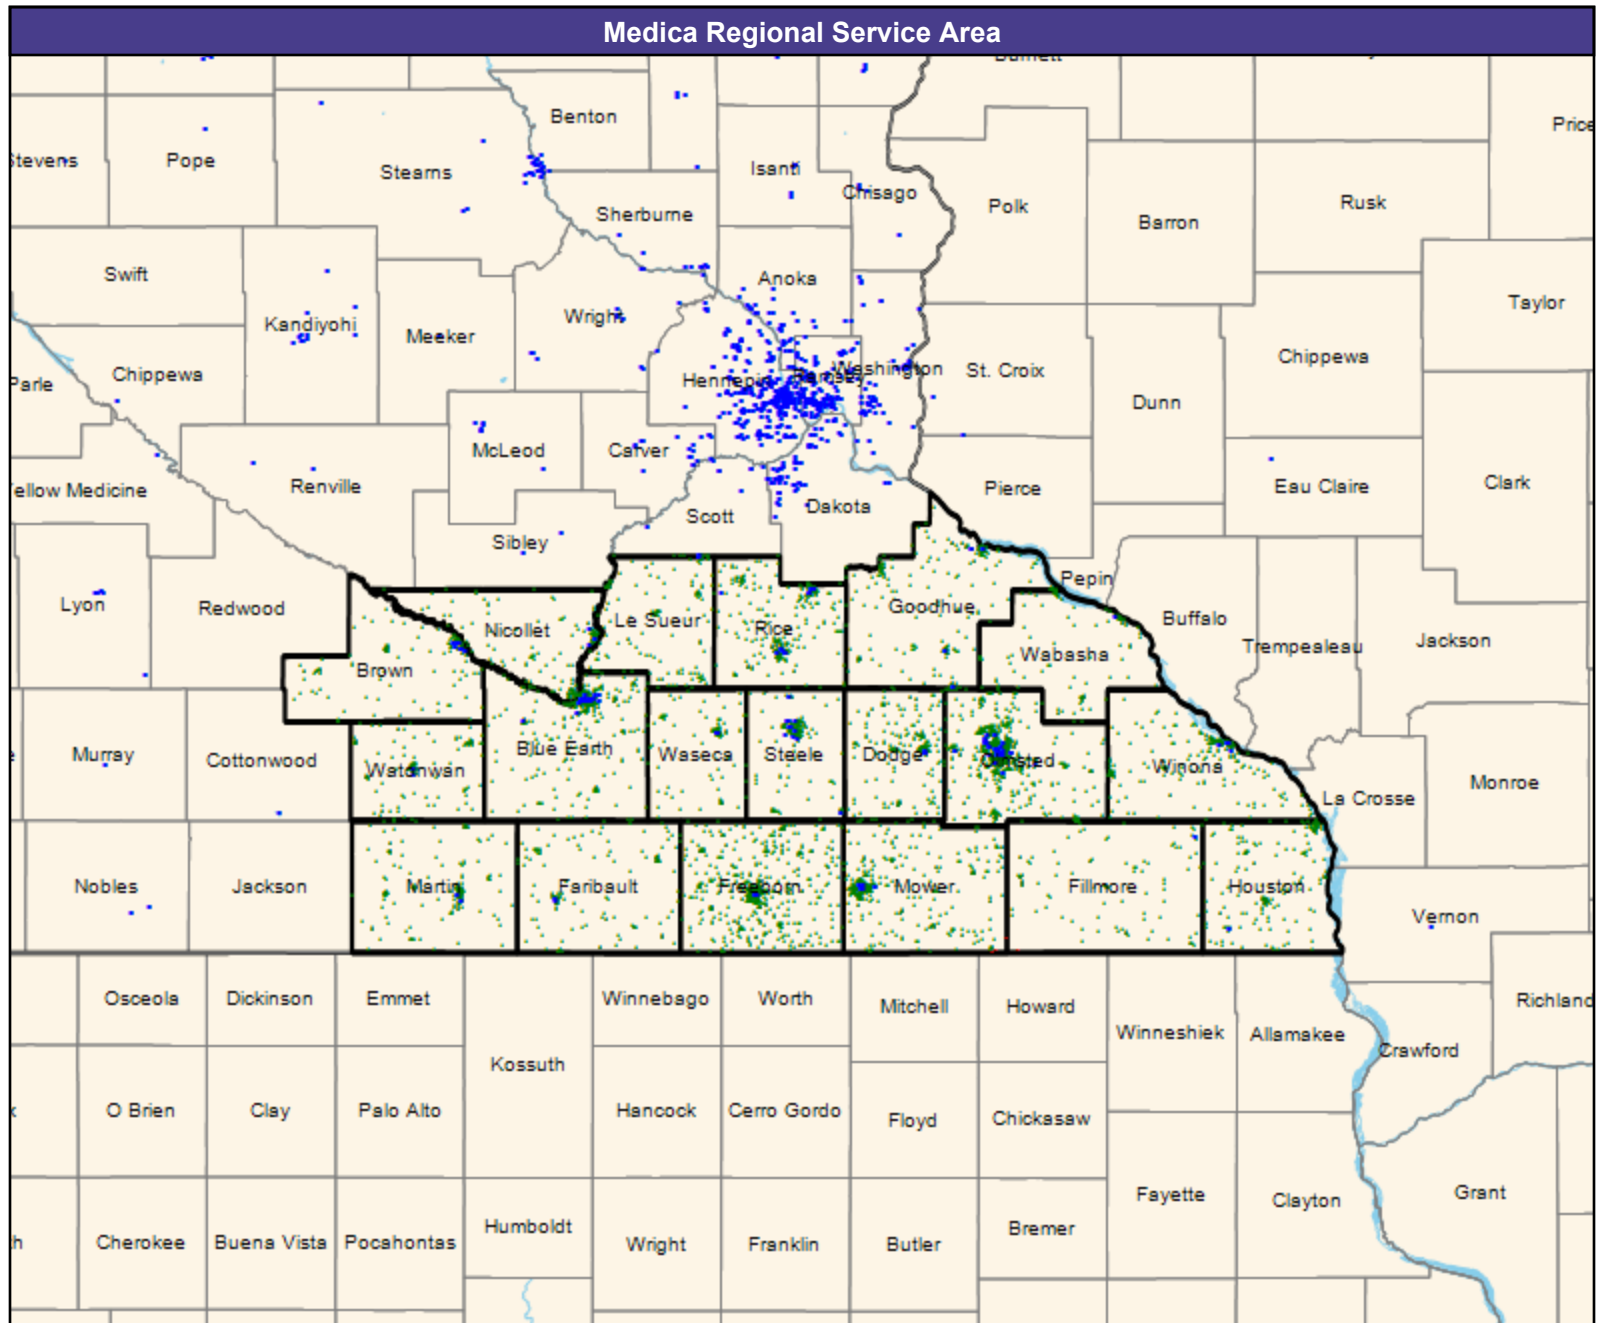 Medica Regional Service Area
Benton
Price
Stevens
Pope
Stearns
Isanti
Chisago
Polk
Barron
Rusk
Sherburne
Swift
Anoka
Taylor
Kandiyohi
Meeker
Wright
Chippewa
Chippewa
Parle
Hennepin
Ramsey
Washington
St. Croix
Dunn
McLeod
Carver
Renville
Yellow Medicine
Pierce
Eau Claire
Clark
Scott
Dakota
Sibley
Pepin
Lyon
Redwood
Nicollet
Le Sueur
Rice
Goodhue
Buffalo
Trempealeau
Jackson
Brown
Wabasha
Murray
Cottonwood
Watonwan
Blue Earth
Waseca
Steele
Dodge
Olmsted
Winona
La Crosse
Monroe
Nobles
Jackson
Martin
Faribault
Freeborn
Mower
Fillmore
Houston
Vernon
Osceola
Dickinson
Emmet
Winnebago
Worth
Mitchell
Howard
Richland
Winneshiek
Allamakee
Crawford
Kossuth
O Brien
Clay
Palo Alto
Hancock
Cerro Gordo
Floyd
Chickasaw
Fayette
Clayton
Grant
Cherokee
Buena Vista
Pocahontas
Humboldt
Wright
Franklin
Butler
Bremer